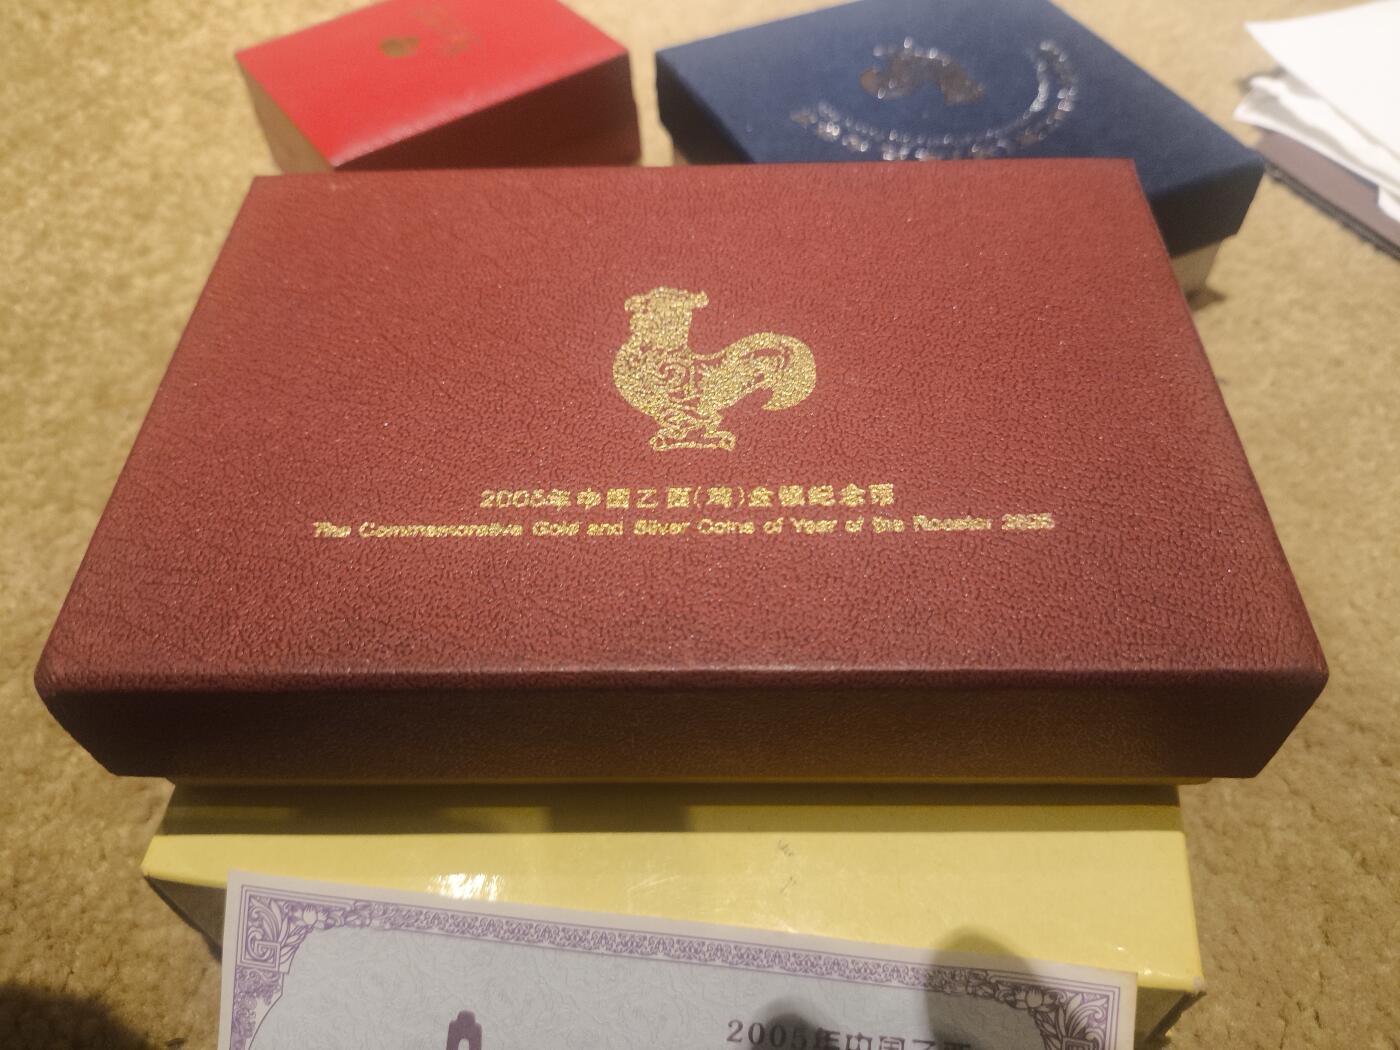 2005年中国乙酉(鸡)金银纪念币
The Commemorative Gold and Silver Coins of Year of the Rooster 2005
2005年中国乙酉